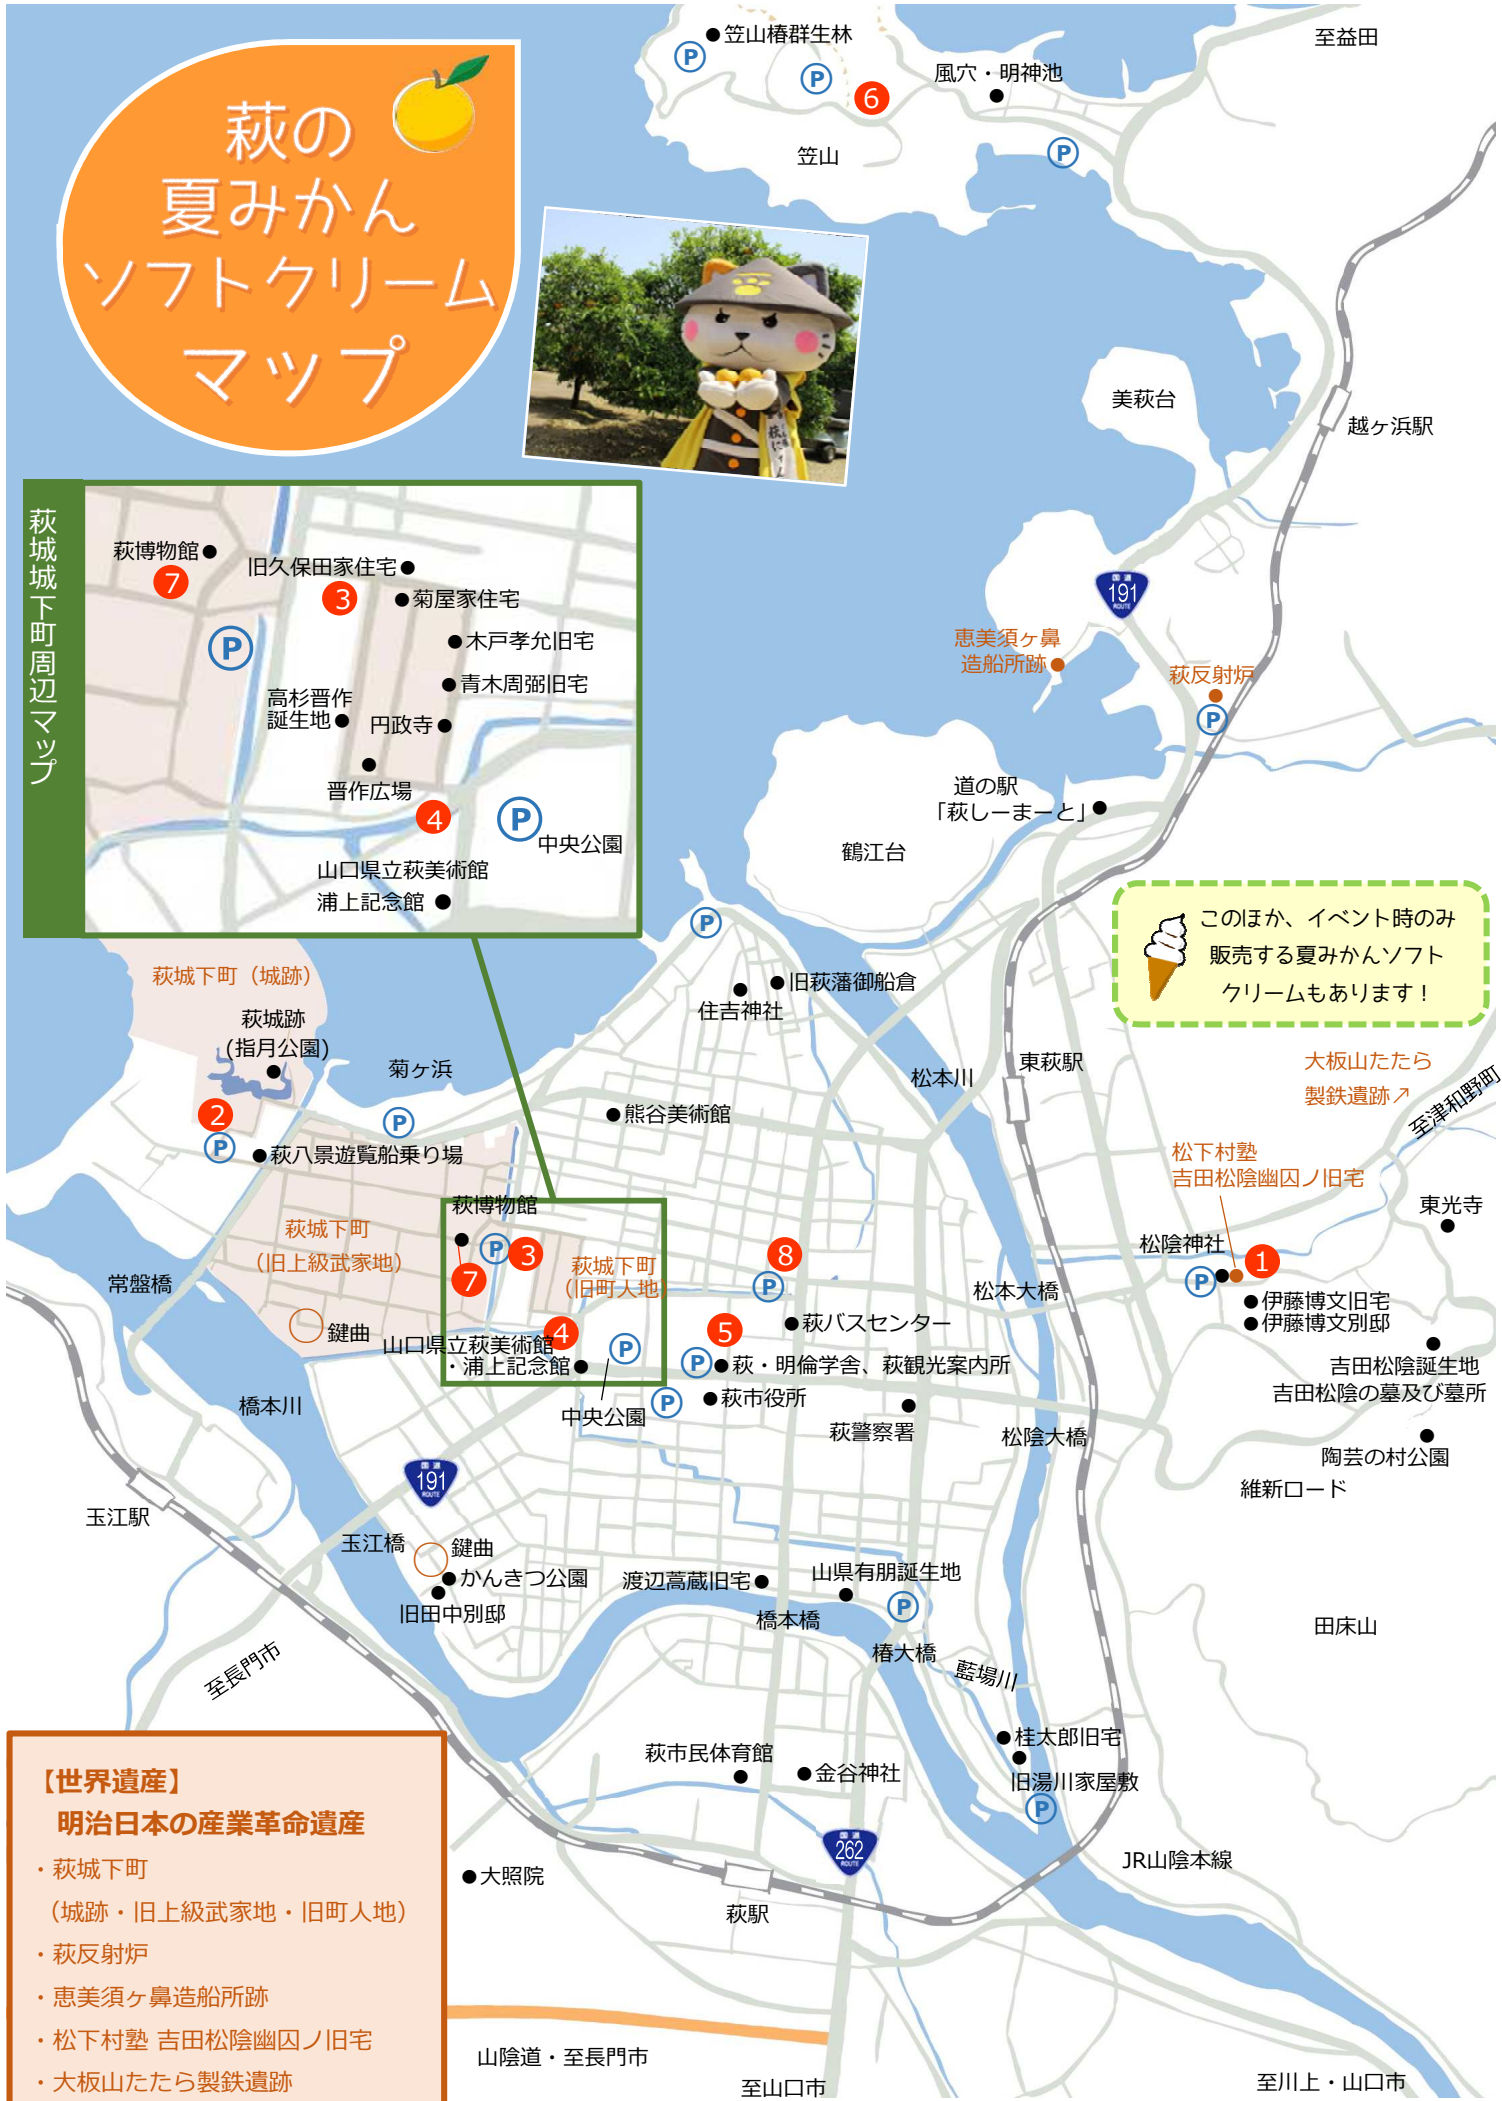 萩の
夏みかん
ソフトクリーム
マップ
笠山椿群生林
P
P
6
風穴・明神池
至益田
笠山
P
美萩台
越ヶ浜駅
国道
191
ROUTE
恵美須ヶ鼻
造船所跡
萩反射炉
P
道の駅
「萩しーまーと」
鶴江台
萩城城下町周辺マップ
萩博物館
7
旧久保田家住宅
3
菊屋家住宅
P
木戸孝允旧宅
青木周弼旧宅
高杉晋作
誕生地
円政寺
晋作広場
4
P
中央公園
山口県立萩美術館
浦上記念館
このほか、イベント時のみ
販売する夏みかんソフト
クリームもあります！
P
旧萩藩御船倉
住吉神社
萩城下町（城跡）
萩城跡
(指月公園)
菊ヶ浜
2
P
P
萩八景遊覧船乗り場
熊谷美術館
松本川
東萩駅
大板山たたら
製鉄遺跡↗
至津和野町
松下村塾
吉田松陰幽囚ノ旧宅
東光寺
松陰神社
1
P
伊藤博文旧宅
伊藤博文別邸
吉田松陰誕生地
吉田松陰の墓及び墓所
陶芸の村公園
維新ロード
萩城下町
（旧上級武家地）
萩博物館
P
3
7
萩城下町
（旧町人地）
8
P
松本大橋
常盤橋
鍵曲
山口県立萩美術館
・浦上記念館
4
P
5
萩バスセンター
P
萩・明倫学舎、萩観光案内所
中央公園
P
萩市役所
萩警察署
松陰大橋
橋本川
国道
191
ROUTE
玉江駅
玉江橋
鍵曲
かんきつ公園
旧田中別邸
渡辺蒿蔵旧宅
山県有朋誕生地
P
橋本橋
椿大橋
藍場川
田床山
至長門市
桂太郎旧宅
旧湯川家屋敷
P
萩市民体育館
金谷神社
国道
262
ROUTE
JR山陰本線
大照院
萩駅
【世界遺産】
明治日本の産業革命遺産
・萩城下町
（城跡・旧上級武家地・旧町人地）
・萩反射炉
・恵美須ヶ鼻造船所跡
・松下村塾 吉田松陰幽囚ノ旧宅
・大板山たたら製鉄遺跡
山陰道・至長門市
至山口市
至川上・山口市